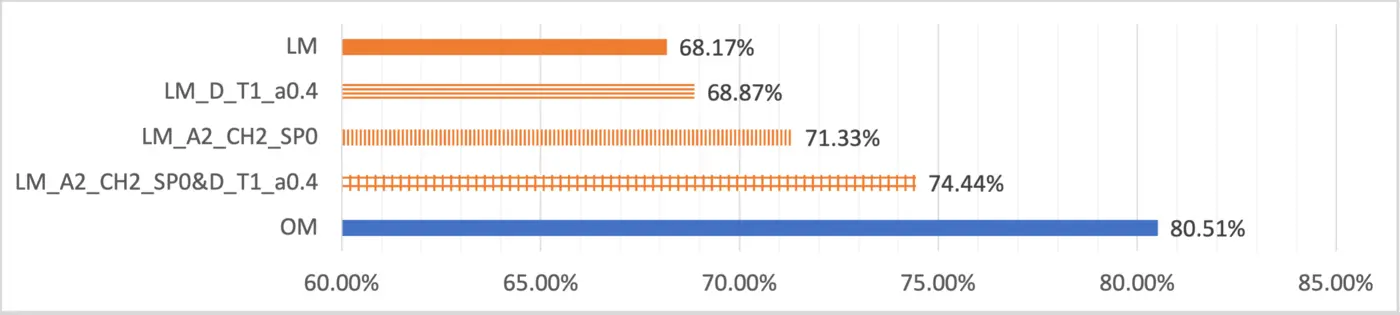 LM 68.17%
LM_D_T1_a0.4 68.87%
LM_A2_CH2_SP0 71.33%
LM_A2_CH2_SP0&D_T1_a0.4 74.44%
OM 80.51%
60.00% 65.00% 70.00% 75.00% 80.00% 85.00%